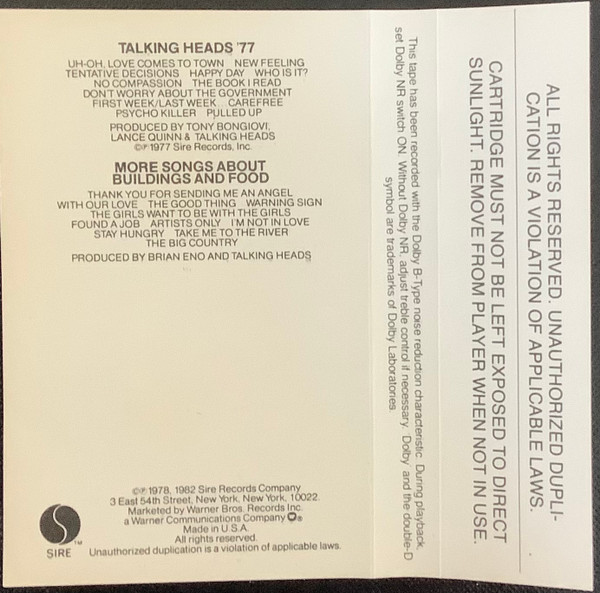 TALKING HEADS '77
UH-OH, LOVE COMES TO TOWN NEW FEELING
TENTATIVE DECISIONS HAPPY DAY WHO IS IT?
NO COMPASSION THE BOOK I READ
DON'T WORRY ABOUT THE GOVERNMENT
FIRST WEEK/LAST WEEK... CAREFREE
PSYCHO KILLER PULLED UP
PRODUCED BY TONY BONGIOVI,
LANCE QUINN & TALKING HEADS
©℗ 1977 Sire Records, Inc.
MORE SONGS ABOUT
BUILDINGS AND FOOD
THANK YOU FOR SENDING ME AN ANGEL
WITH OUR LOVE THE GOOD THING WARNING SIGN
THE GIRLS WANT TO BE WITH THE GIRLS
FOUND A JOB ARTISTS ONLY I'M NOT IN LOVE
STAY HUNGRY TAKE ME TO THE RIVER
THE BIG COUNTRY
PRODUCED BY BRIAN ENO AND TALKING HEADS
©℗ 1978, 1982 Sire Records Company
3 East 54th Street, New York, New York, 10022
Marketed by Warner Bros. Records Inc.
a Warner Communications Company
Made in U.S.A.
All rights reserved.
Unauthorized duplication is a violation of applicable laws.
SIRE ™
This tape has been recorded with the Dolby B-Type noise reduction characteristic. During playback,
set Dolby NR switch ON. Without Dolby NR, adjust treble control if necessary. 'Dolby' and the double-D
symbol are trademarks of Dolby Laboratories.
CARTRIDGE MUST NOT BE LEFT EXPOSED TO DIRECT
SUNLIGHT. REMOVE FROM PLAYER WHEN NOT IN USE.
ALL RIGHTS RESERVED. UNAUTHORIZED DUPLI-
CATION IS A VIOLATION OF APPLICABLE LAWS.